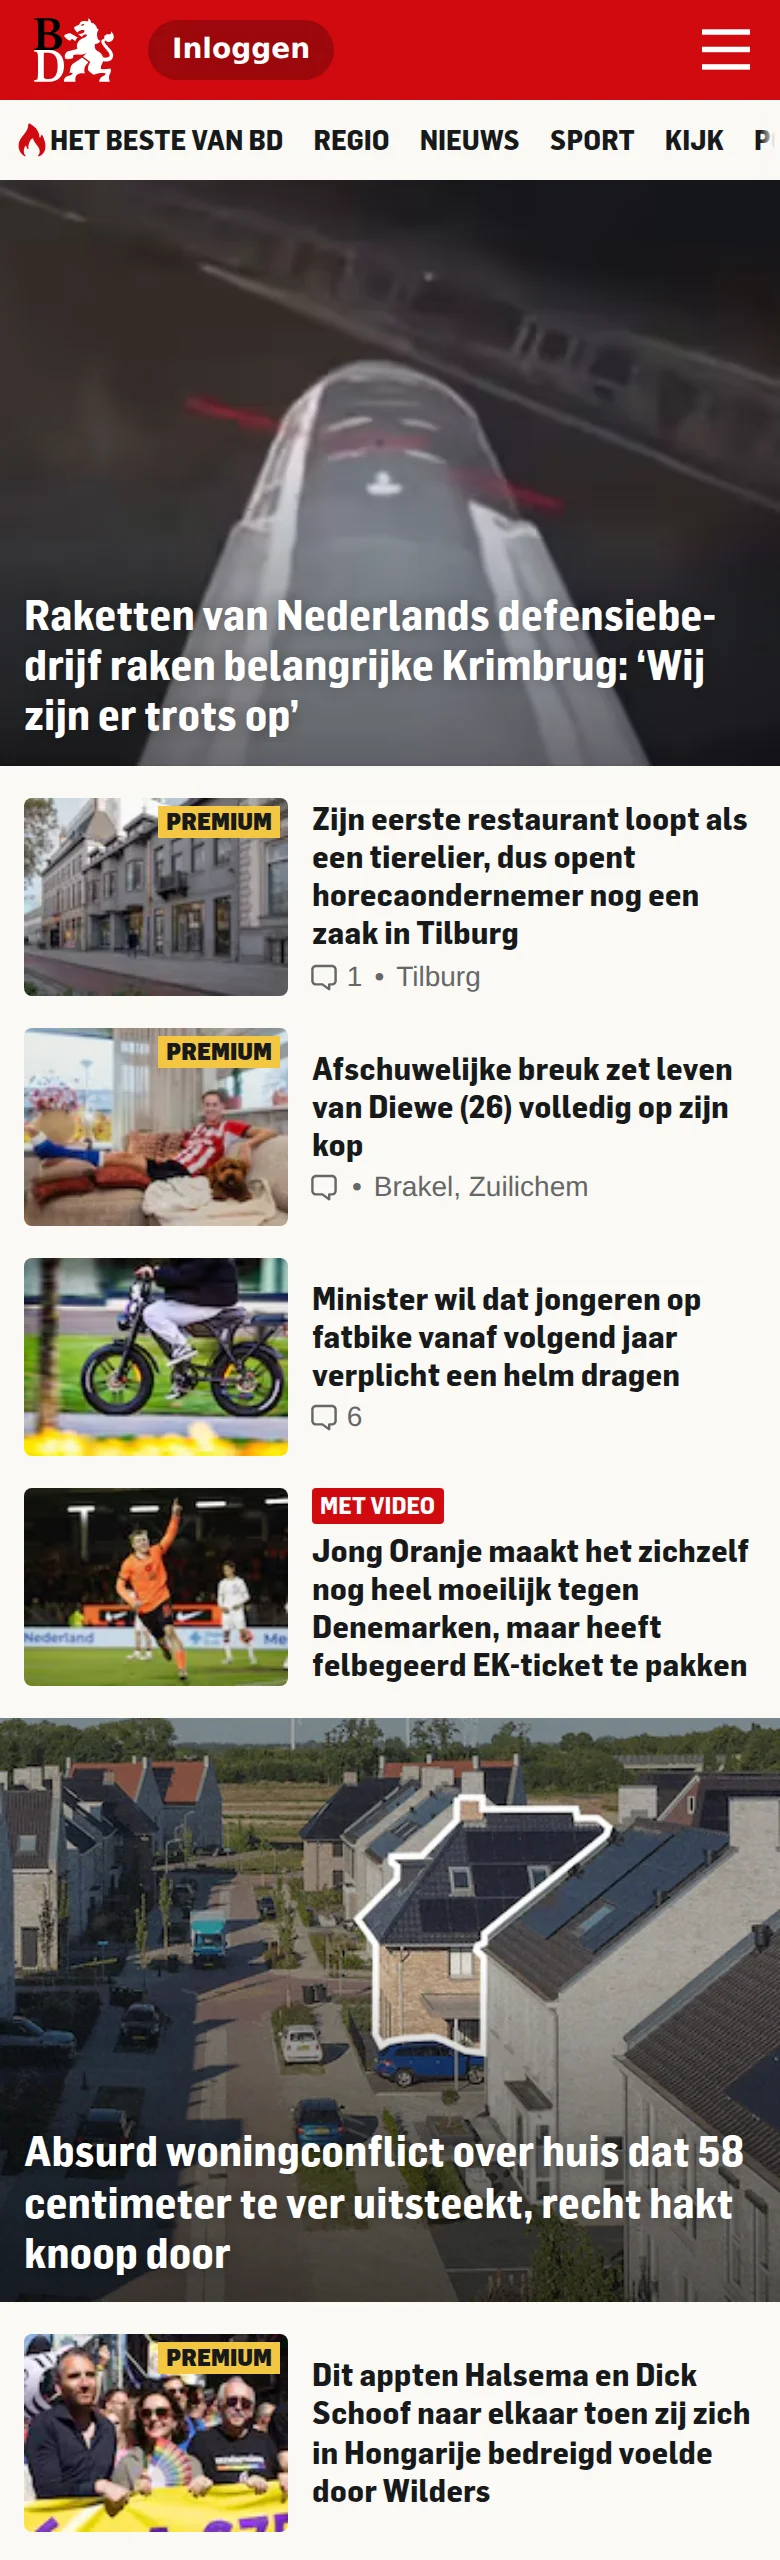 BD
Inloggen
HET BESTE VAN BD REGIO NIEUWS SPORT KIJK
Raketten van Nederlands defensiebe-
drijf raken belangrijke Krimbrug: ‘Wij
zijn er trots op’
PREMIUM
Zijn eerste restaurant loopt als
een tierelier, dus opent
horecaondernemer nog een
zaak in Tilburg
1 • Tilburg
PREMIUM
Afschuwelijke breuk zet leven
van Diewe (26) volledig op zijn
kop
• Brakel, Zuilichem
Minister wil dat jongeren op
fatbike vanaf volgend jaar
verplicht een helm dragen
6
Nederland
MET VIDEO
Jong Oranje maakt het zichzelf
nog heel moeilijk tegen
Denemarken, maar heeft
felbegeerd EK-ticket te pakken
Absurd woningconflict over huis dat 58
centimeter te ver uitsteekt, recht hakt
knoop door
PREMIUM
Dit appten Halsema en Dick
Schoof naar elkaar toen zij zich
in Hongarije bedreigd voelde
door Wilders